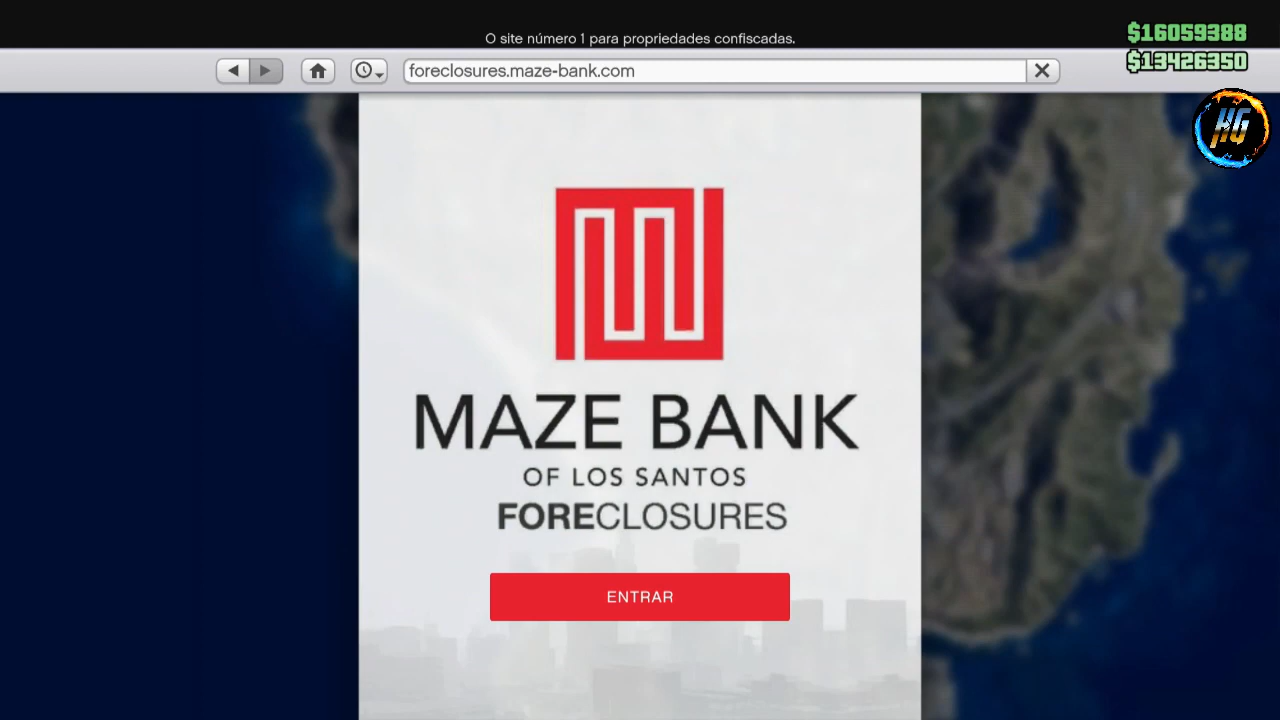 O site número 1 para propriedades confiscadas.
$16059388
foreclosures.maze-bank.com
$13426350
HG
MAZE BANK
OF LOS SANTOS
FORECLOSURES
ENTRAR